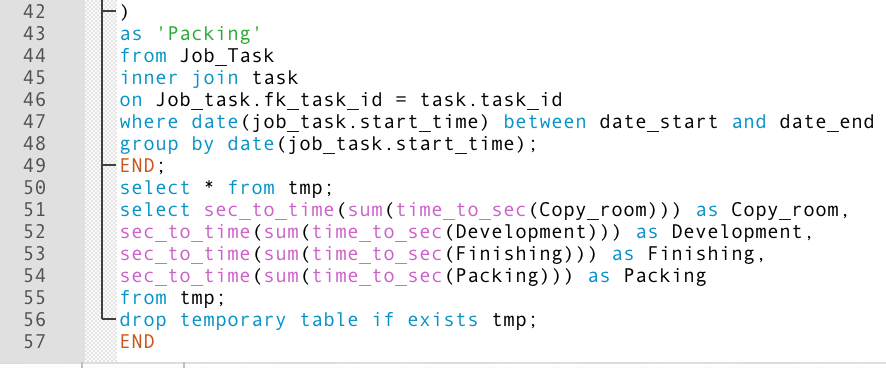 42 )
43 as 'Packing'
44 from Job_Task
45 inner join task
46 on Job_task.fk_task_id = task.task_id
47 where date(job_task.start_time) between date_start and date_end
48 group by date(job_task.start_time);
49 END;
50 select * from tmp;
51 select sec_to_time(sum(time_to_sec(Copy_room))) as Copy_room,
52 sec_to_time(sum(time_to_sec(Development))) as Development,
53 sec_to_time(sum(time_to_sec(Finishing))) as Finishing,
54 sec_to_time(sum(time_to_sec(Packing))) as Packing
55 from tmp;
56 drop temporary table if exists tmp;
57 END